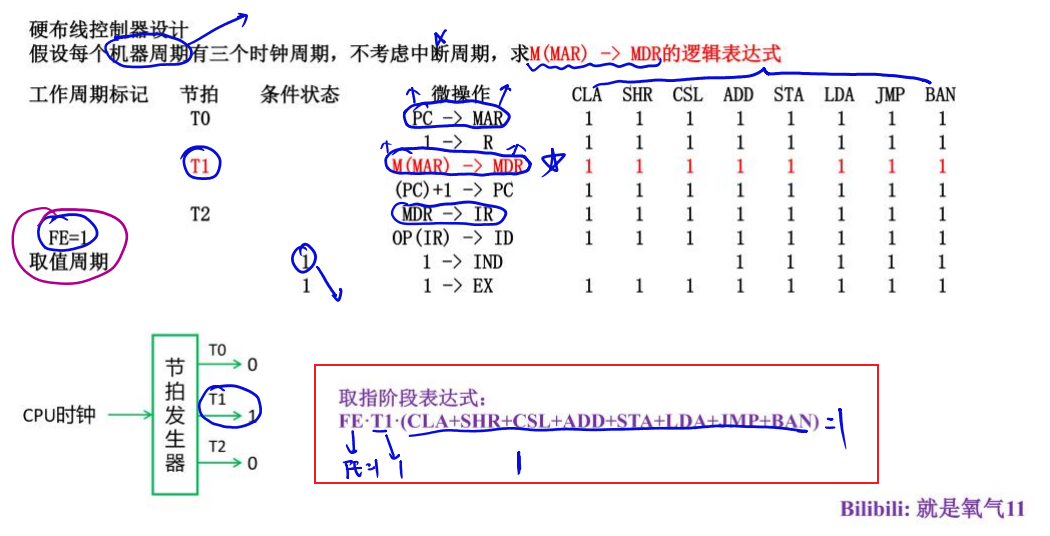 硬布线控制器设计
假设每个机器周期有三个时钟周期，不考虑中断周期，求M(MAR) -> MDR的逻辑表达式
工作周期标记 节拍 条件状态 微操作 CLA SHR CSL ADD STA LDA JMP BAN
T0 PC -> MAR 1 1 1 1 1 1 1 1
1 -> R 1 1 1 1 1 1 1 1
T1 M(MAR) -> MDR 1 1 1 1 1 1 1 1
(PC)+1 -> PC 1 1 1 1 1 1 1 1
T2 MDR -> IR 1 1 1 1 1 1 1 1
FE=1 OP(IR) -> ID 1 1 1 1 1 1 1 1
取值周期 1 1 -> IND 1 1 1 1 1
1 1 -> EX 1 1 1 1 1 1 1 1
CPU时钟
节拍发生器
T0 0
T1 1
T2 0
取指阶段表达式：
FE·T1·(CLA+SHR+CSL+ADD+STA+LDA+JMP+BAN) =1
FE=1 1 1
Bilibili: 就是氧气11